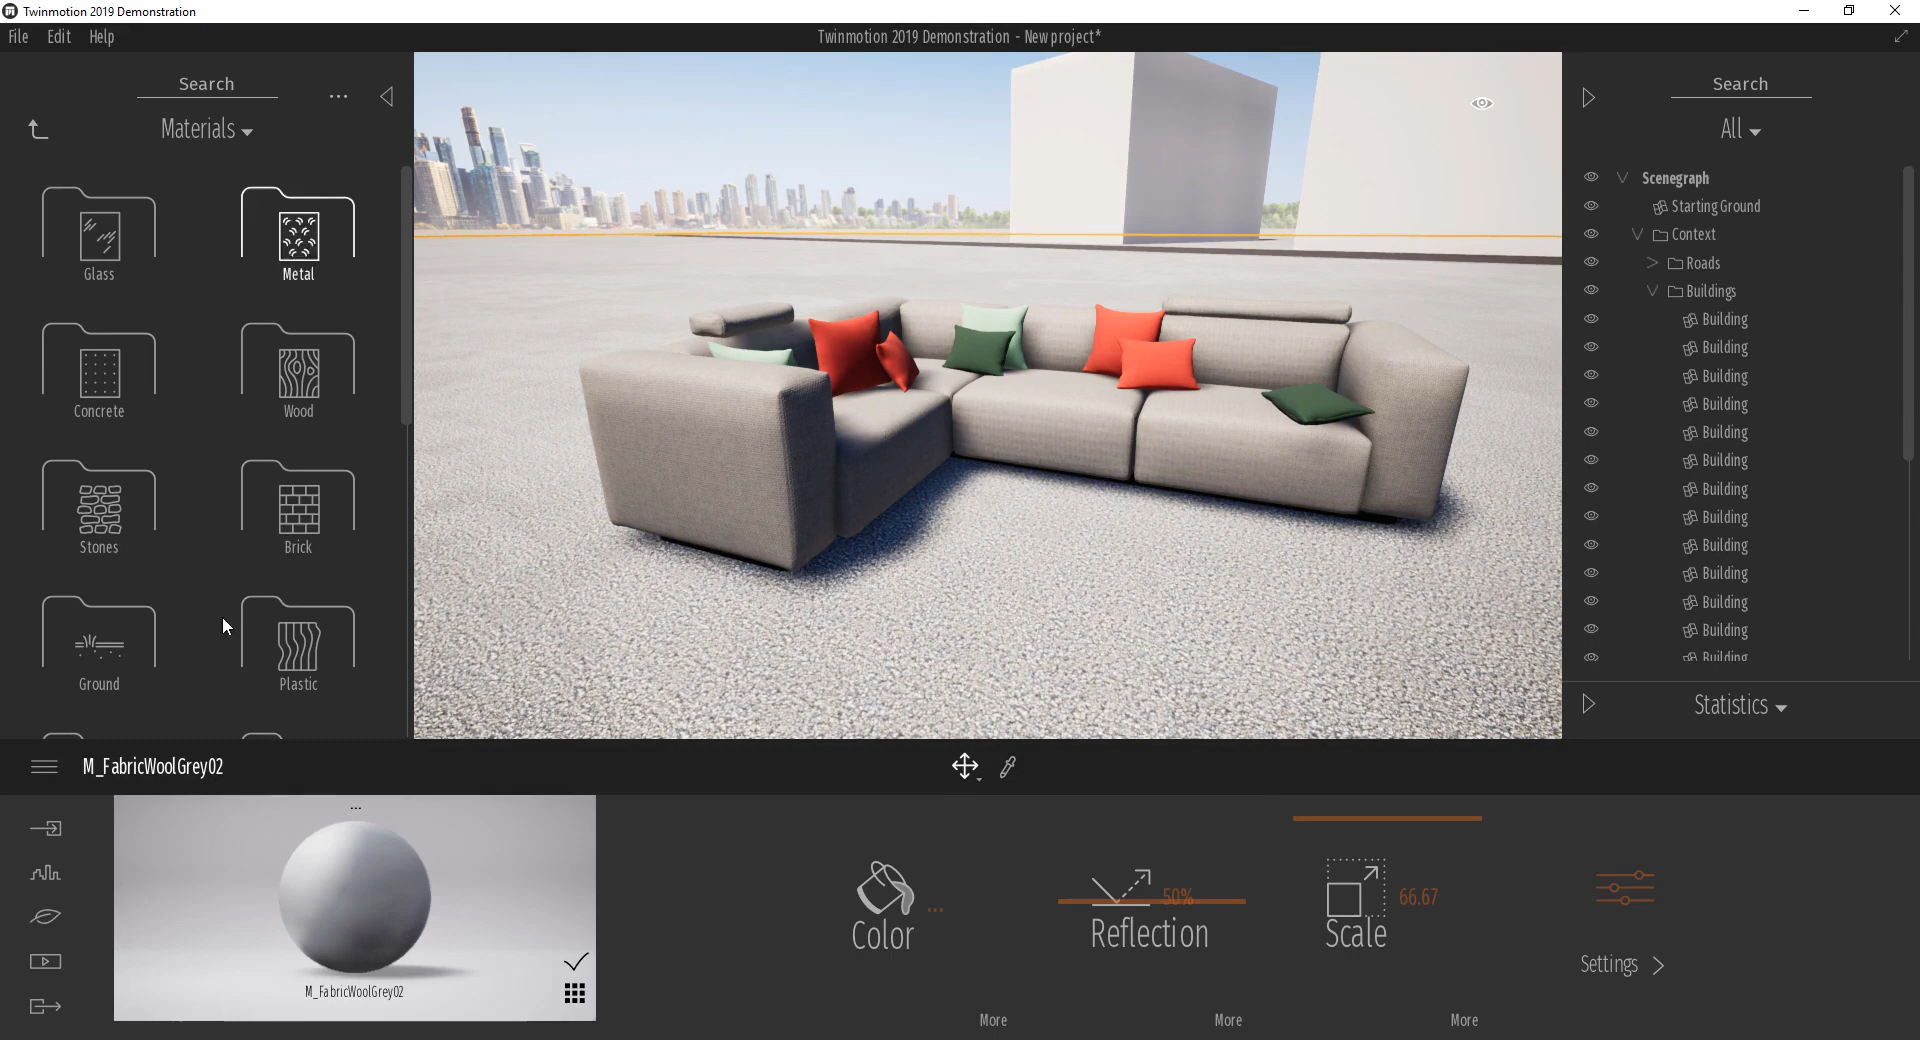 Twinmotion 2019 Demonstration
File Edit Help
Twinmotion 2019 Demonstration - New project*
Search
...
Materials
Glass
Metal
Concrete
Wood
Stones
Brick
Ground
Plastic
Search
All
Scenegraph
Starting Ground
Context
Roads
Buildings
Building
Building
Building
Building
Building
Building
Building
Building
Building
Building
Building
Building
Building
Statistics
M_FabricWoolGrey02
...
M_FabricWoolGrey02
Color ...
More
50%
Reflection
More
66.67
Scale
More
Settings